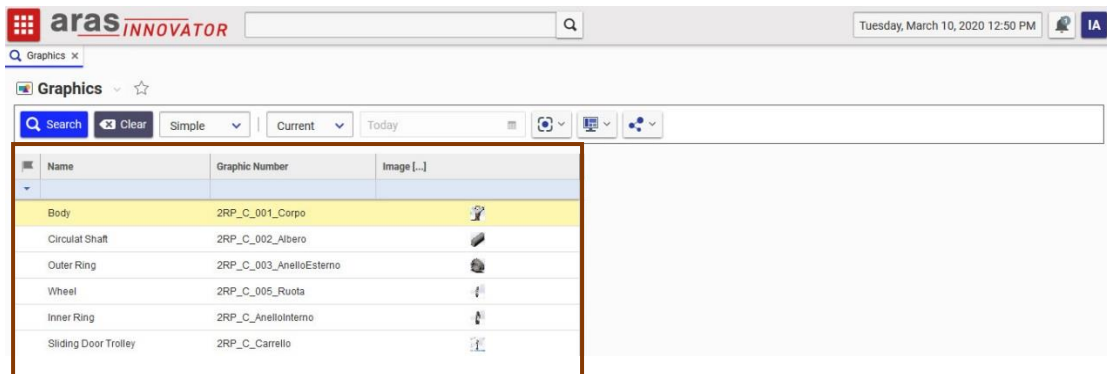 aras INNOVATOR
Tuesday, March 10, 2020 12:50 PM
IA
Graphics ×
Graphics
Search Clear Simple Current Today
Name Graphic Number Image [...]
Body 2RP_C_001_Corpo
Circulat Shaft 2RP_C_002_Albero
Outer Ring 2RP_C_003_AnelloEsterno
Wheel 2RP_C_005_Ruota
Inner Ring 2RP_C_AnelloInterno
Sliding Door Trolley 2RP_C_Carrello